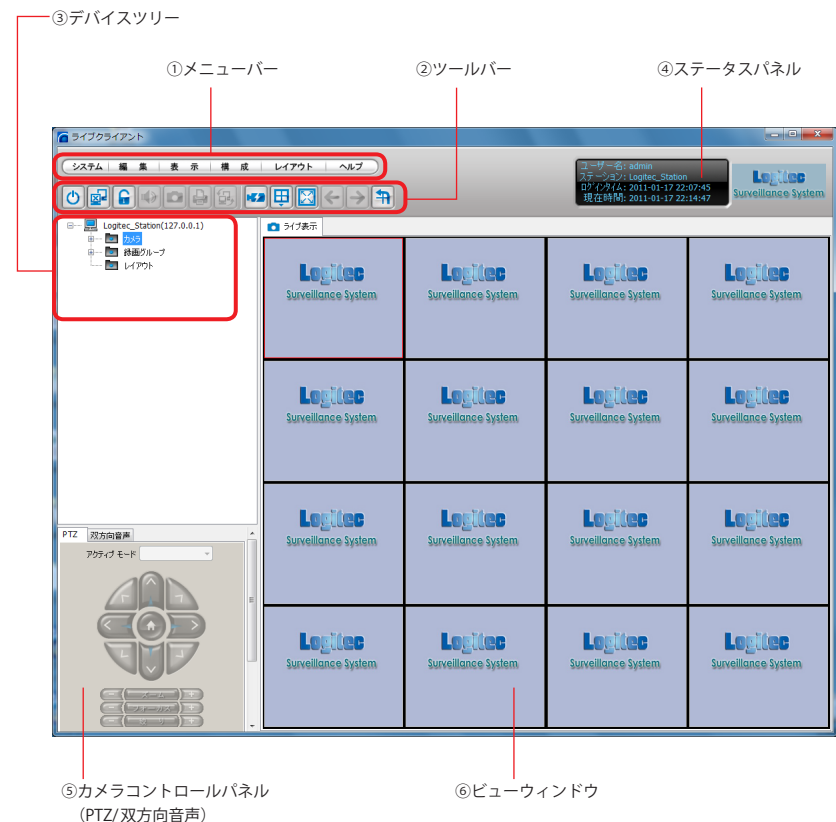 ③デバイスツリー
①メニューバー
②ツールバー
④ステータスパネル
ライブクライアント
システム 編 集 表 示 構 成 レイアウト ヘルプ
ユーザー名: admin
ステーション: Logitec_Station
ログインタイム: 2011-01-17 22:07:45
現在時間: 2011-01-17 22:14:47
Logitec
Surveillance System
Logitec_Station(127.0.0.1)
カメラ
録画グループ
レイアウト
ライブ表示
Logitec Logitec Logitec Logitec
Surveillance System Surveillance System Surveillance System Surveillance System
Logitec Logitec Logitec Logitec
Surveillance System Surveillance System Surveillance System Surveillance System
Logitec Logitec Logitec Logitec
Surveillance System Surveillance System Surveillance System Surveillance System
Logitec Logitec Logitec Logitec
Surveillance System Surveillance System Surveillance System Surveillance System
PTZ 双方向音声
アクティブ モード
ズーム
フォーカス
⑤カメラコントロールパネル
（PTZ/双方向音声）
⑥ビューウィンドウ